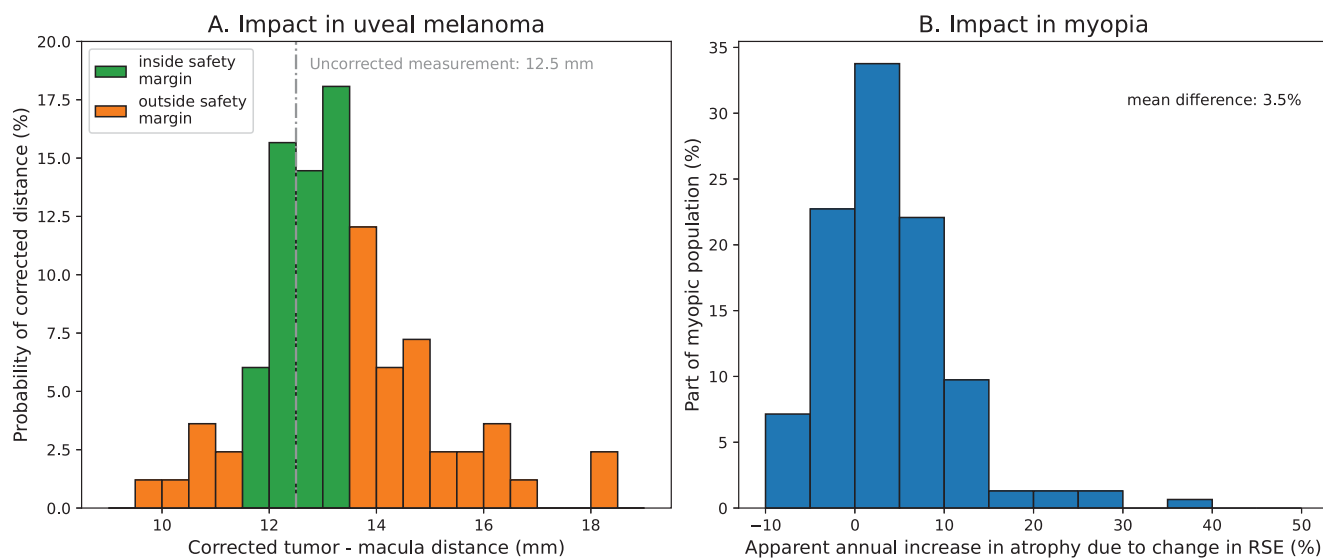 A. Impact in uveal melanoma
Probability of corrected distance (%)
20.0
17.5
15.0
12.5
10.0
7.5
5.0
2.5
0.0
inside safety
margin
outside safety
margin
Uncorrected measurement: 12.5 mm
10 12 14 16 18
Corrected tumor - macula distance (mm)
B. Impact in myopia
Part of myopic population (%)
35
30
25
20
15
10
5
0
mean difference: 3.5%
−10 0 10 20 30 40 50
Apparent annual increase in atrophy due to change in RSE (%)